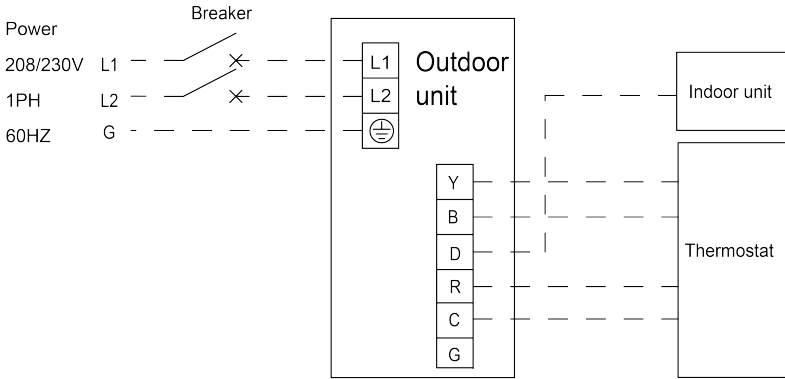 Breaker
Power
208/230V L1
1PH L2
60HZ G
L1
L2
Outdoor
unit
Indoor unit
Y
B
D
R
C
G
Thermostat